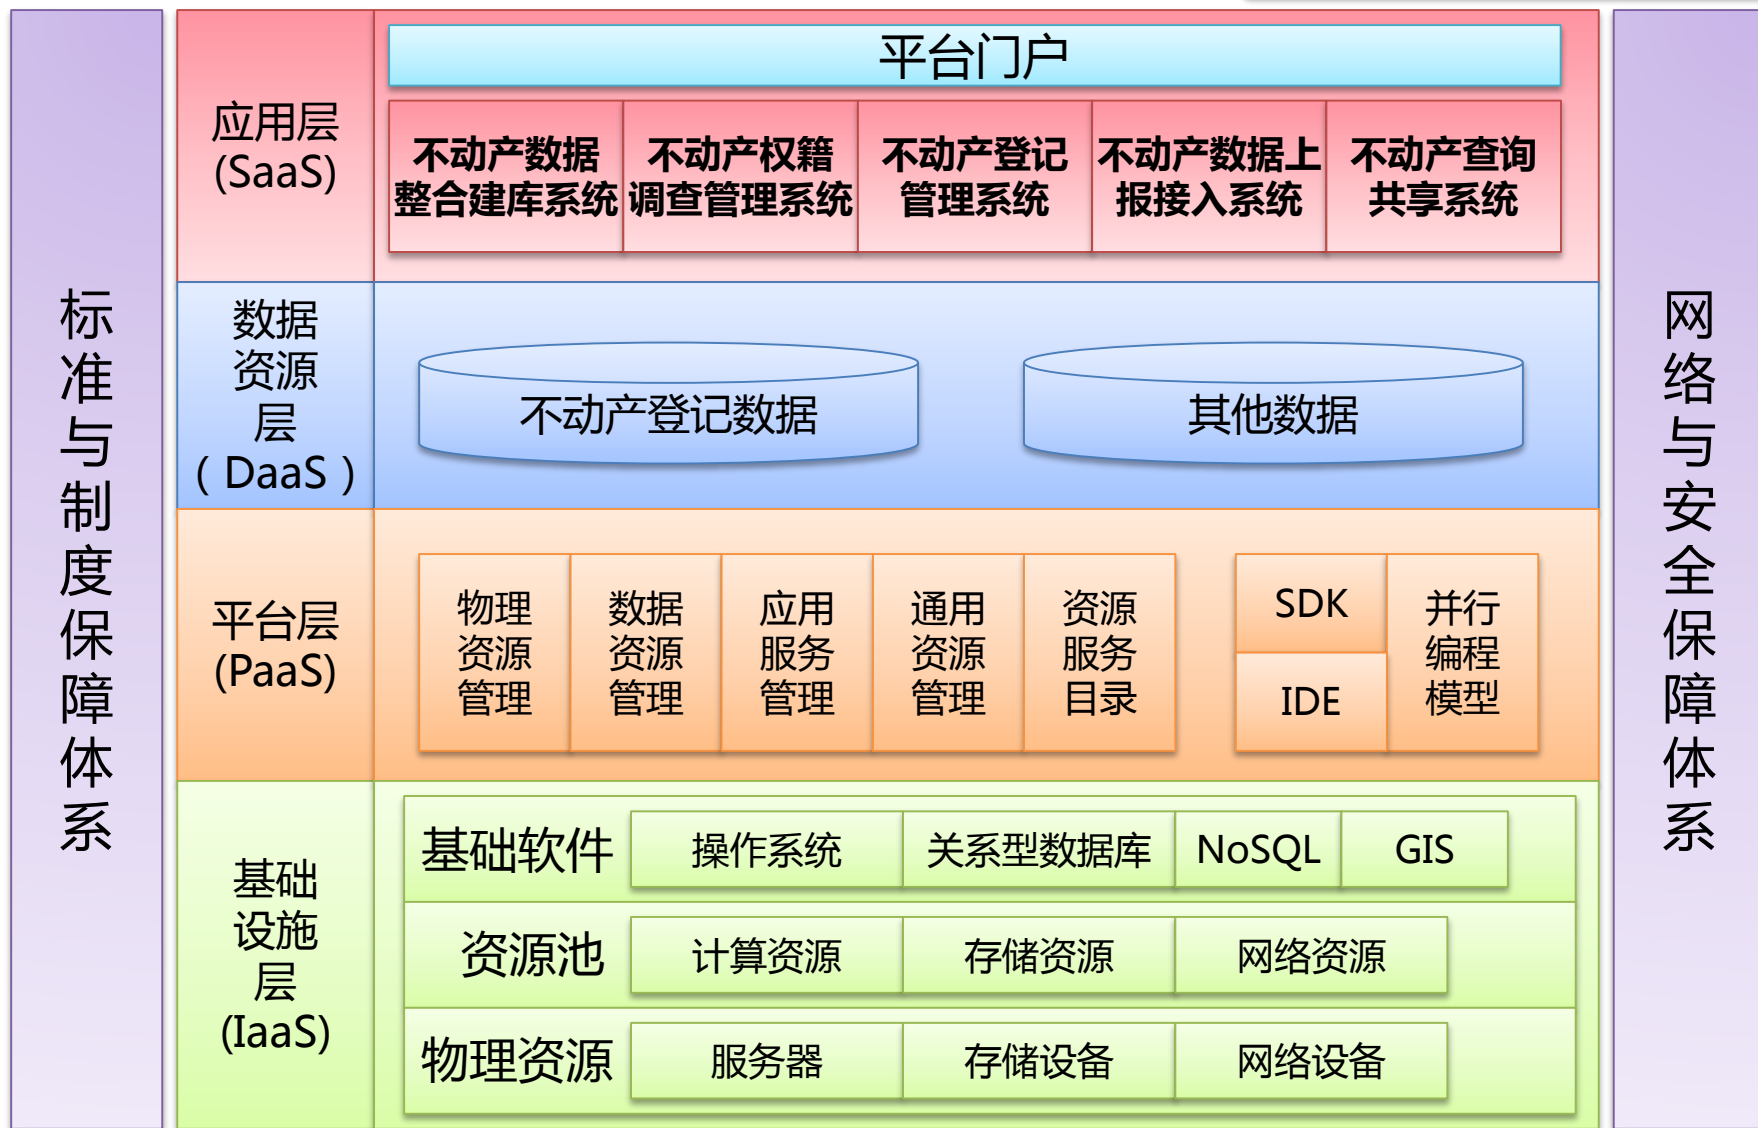 标
准
与
制
度
保
障
体
系
应用层
(SaaS)
平台门户
不动产数据
整合建库系统
不动产权籍
调查管理系统
不动产登记
管理系统
不动产数据上
报接入系统
不动产查询
共享系统
数据
资源
层
（DaaS）
不动产登记数据
其他数据
平台层
(PaaS)
物理
资源
管理
数据
资源
管理
应用
服务
管理
通用
资源
管理
资源
服务
目录
SDK
IDE
并行
编程
模型
基础
设施
层
(IaaS)
基础软件
操作系统
关系型数据库
NoSQL
GIS
资源池
计算资源
存储资源
网络资源
物理资源
服务器
存储设备
网络设备
网
络
与
安
全
保
障
体
系